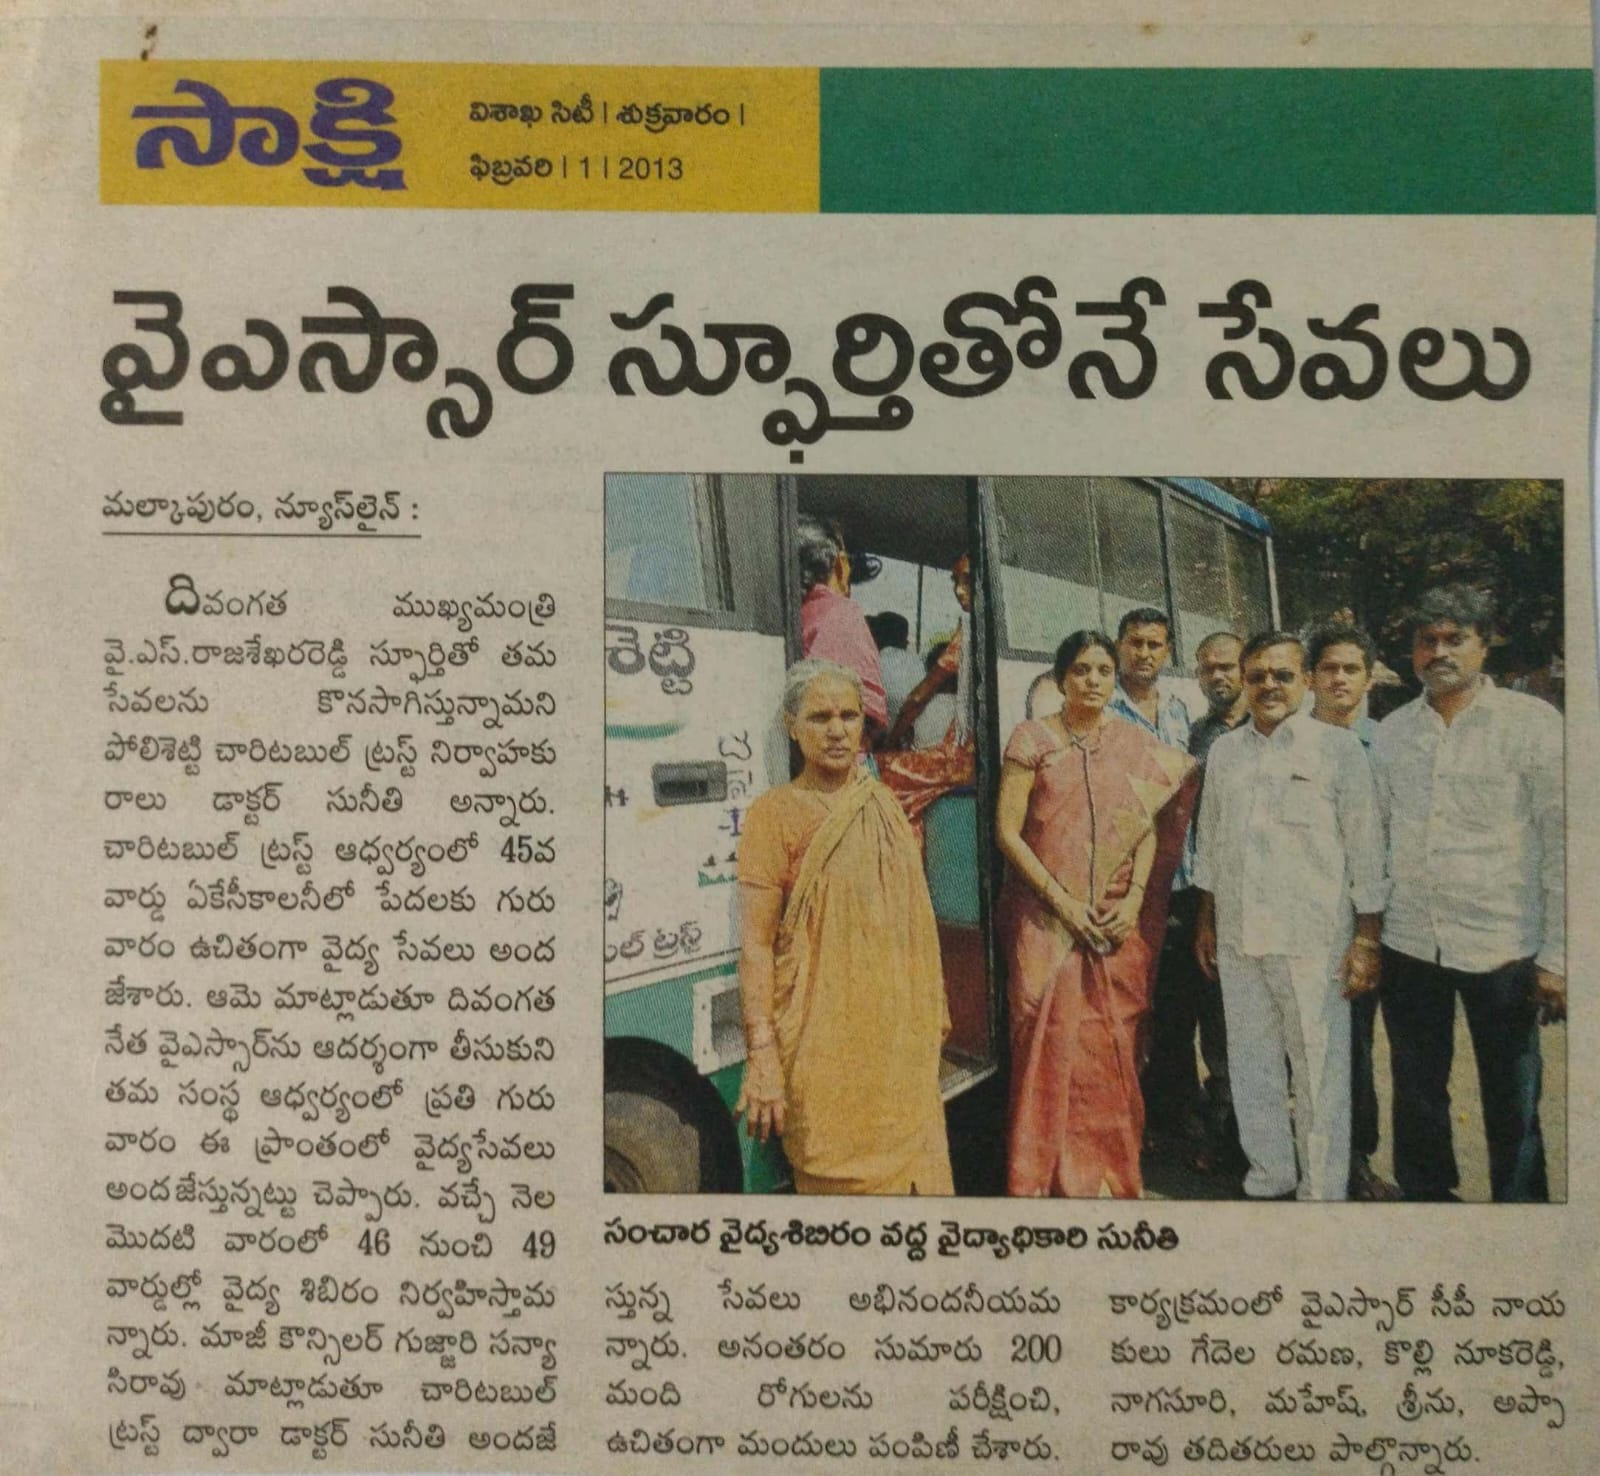 సాక్షి
విశాఖ సిటీ | శుక్రవారం |
ఫిబ్రవరి | 1 | 2013
వైఎస్సార్ స్ఫూర్తితోనే సేవలు
మల్కాపురం, న్యూస్‌లైన్ :
దివంగత ముఖ్యమంత్రి
వై.ఎస్.రాజశేఖరరెడ్డి స్ఫూర్తితో తమ
సేవలను కొనసాగిస్తున్నామని
పోలిశెట్టి చారిటబుల్ ట్రస్ట్ నిర్వాహకు
రాలు డాక్టర్ సునీతి అన్నారు.
చారిటబుల్ ట్రస్ట్ ఆధ్వర్యంలో 45వ
వార్డు ఏకేసీకాలనీలో పేదలకు గురు
వారం ఉచితంగా వైద్య సేవలు అంద
జేశారు. ఆమె మాట్లాడుతూ దివంగత
నేత వైఎస్సార్‌ను ఆదర్శంగా తీసుకుని
తమ సంస్థ ఆధ్వర్యంలో ప్రతి గురు
వారం ఈ ప్రాంతంలో వైద్యసేవలు
అందజేస్తున్నట్టు చెప్పారు. వచ్చే నెల
మొదటి వారంలో 46 నుంచి 49
వార్డుల్లో వైద్య శిబిరం నిర్వహిస్తామ
న్నారు. మాజీ కౌన్సిలర్ గుజ్జారి సన్యా
సిరావు మాట్లాడుతూ చారిటబుల్
ట్రస్ట్ ద్వారా డాక్టర్ సునీతి అందజే
శెట్టి
ల్ ట్రస్ట్
సంచార వైద్యశిబిరం వద్ద వైద్యాధికారి సునీతి
స్తున్న సేవలు అభినందనీయమ
న్నారు. అనంతరం సుమారు 200
మంది రోగులను పరీక్షించి,
ఉచితంగా మందులు పంపిణీ చేశారు.
కార్యక్రమంలో వైఎస్సార్ సీపీ నాయ
కులు గేదెల రమణ, కొల్లి నూకరెడ్డి,
నాగసూరి, మహేష్, శ్రీను, అప్పా
రావు తదితరులు పాల్గొన్నారు.